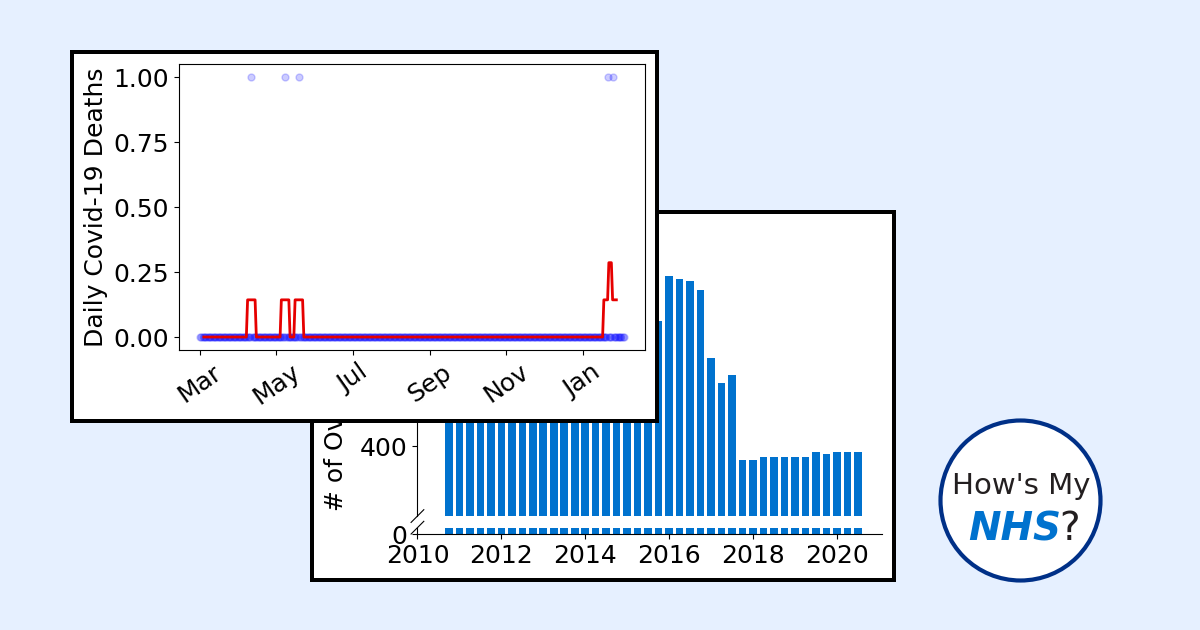 Daily Covid-19 Deaths
1.00
0.75
0.50
0.25
0.00
Mar
May
Jul
Sep
Nov
Jan
# of Ov
400
0
2010 2012 2014 2016 2018 2020
How's My
NHS?